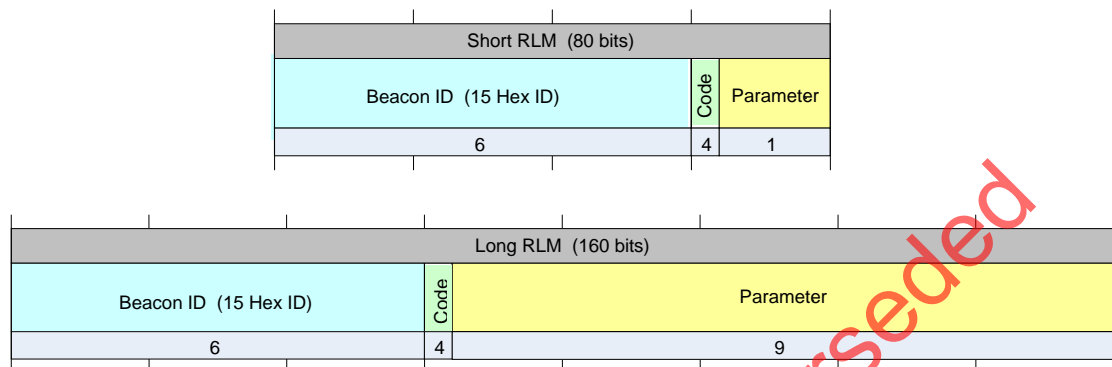 Short RLM (80 bits)
Beacon ID (15 Hex ID)
Code
Parameter
6
4
1
Long RLM (160 bits)
Beacon ID (15 Hex ID)
Code
Parameter
6
4
9
rseded